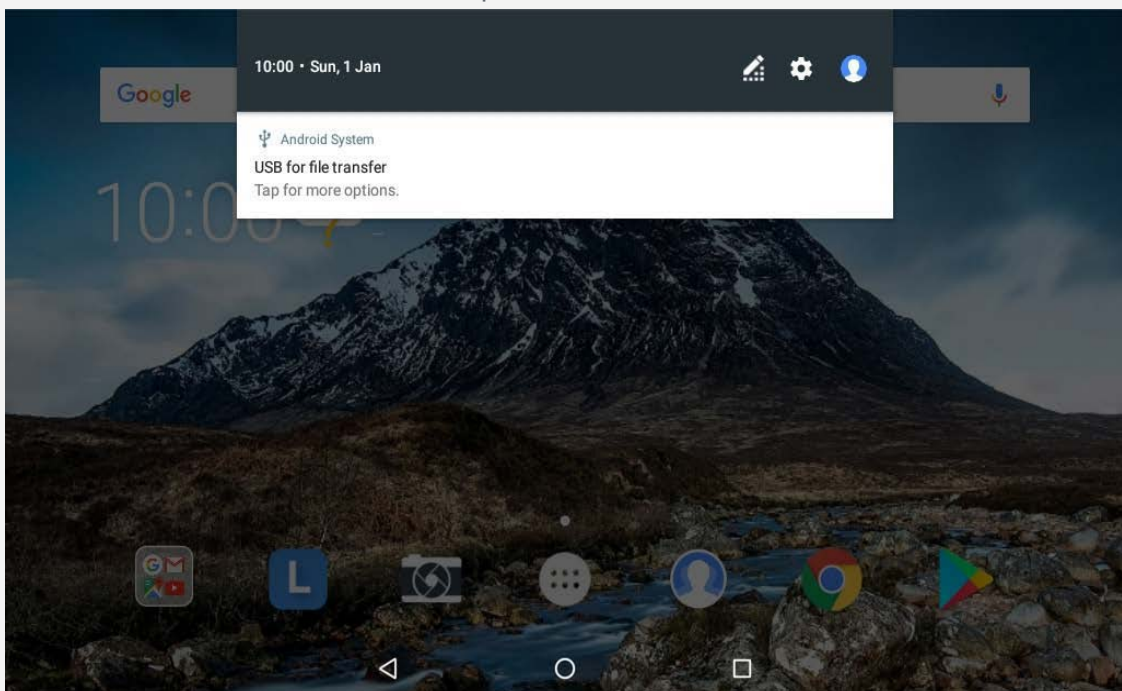 10:00 • Sun, 1 Jan
Google
Android System
USB for file transfer
Tap for more options.
10:00
G M
L